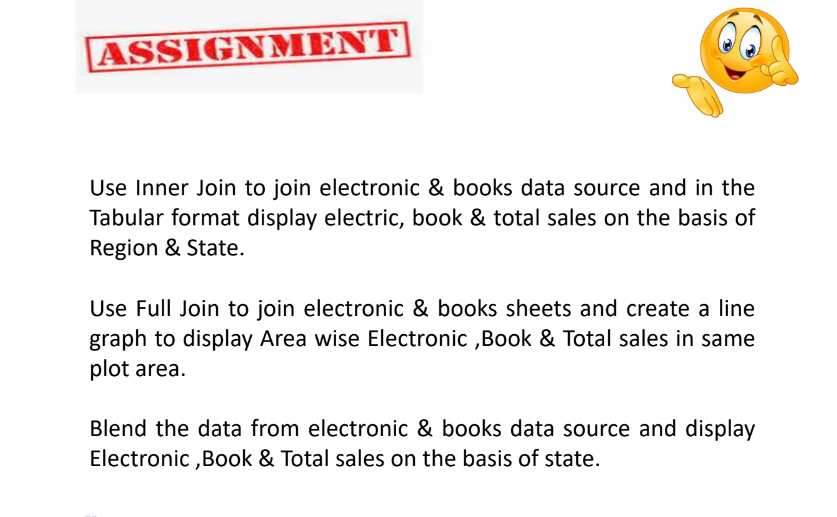 ASSIGNMENT
Use Inner Join to join electronic & books data source and in the
Tabular format display electric, book & total sales on the basis of
Region & State.
Use Full Join to join electronic & books sheets and create a line
graph to display Area wise Electronic ,Book & Total sales in same
plot area.
Blend the data from electronic & books data source and display
Electronic ,Book & Total sales on the basis of state.